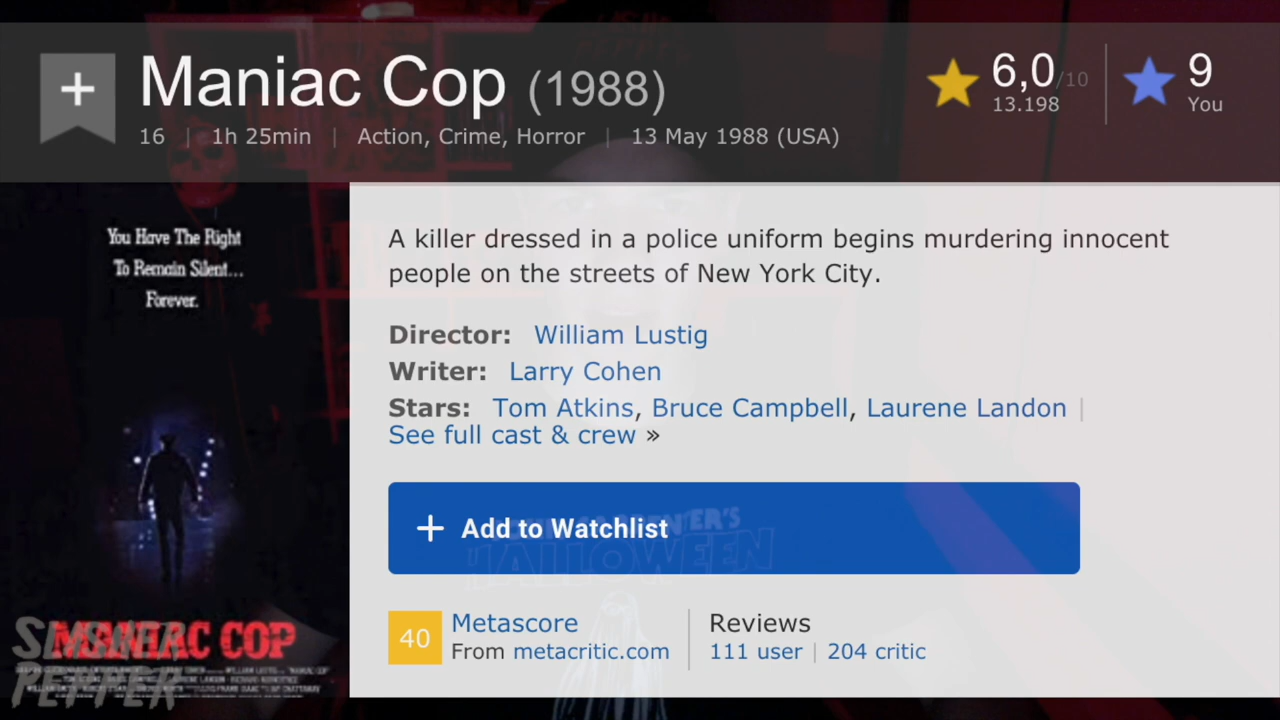 Maniac Cop (1988)
6,0/10
13.198
9
You
16 | 1h 25min | Action, Crime, Horror | 13 May 1988 (USA)
You Have The Right
To Remain Silent...
Forever.
A killer dressed in a police uniform begins murdering innocent
people on the streets of New York City.
Director: William Lustig
Writer: Larry Cohen
Stars: Tom Atkins, Bruce Campbell, Laurene Landon |
See full cast & crew »
+ Add to Watchlist
HALLOWEEN
MANIAC COP
40
Metascore
From metacritic.com
Reviews
111 user | 204 critic
PEPPER